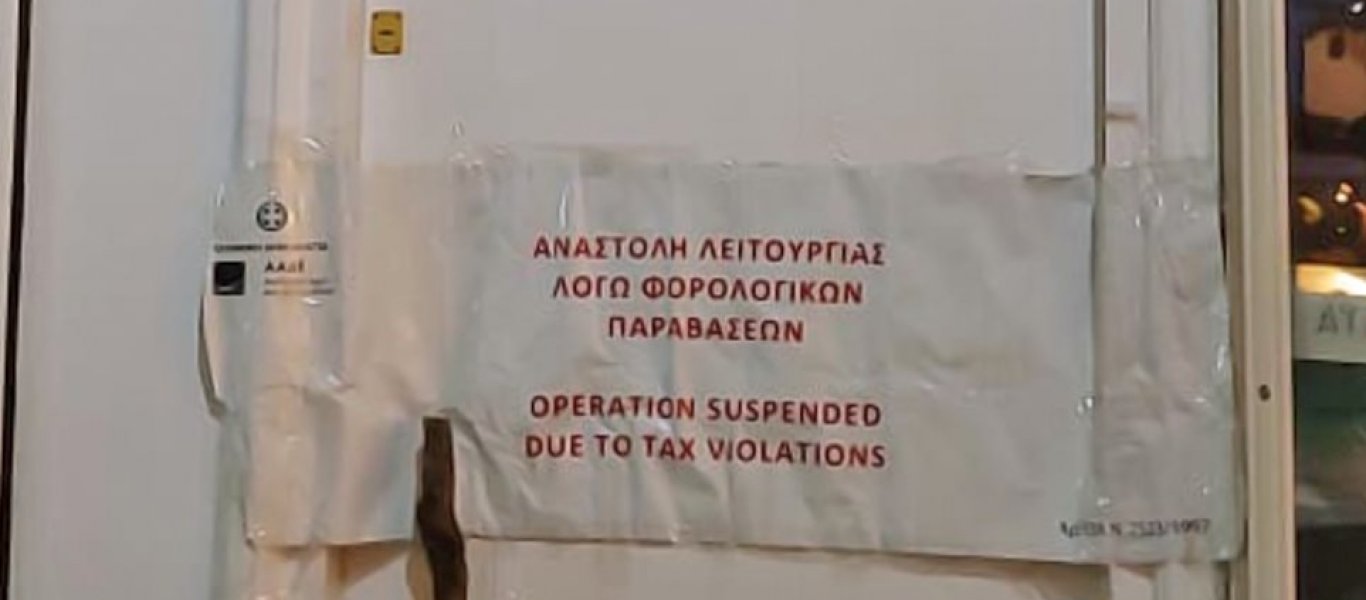 ΑΑΔΕ
ΑΝΑΣΤΟΛΗ ΛΕΙΤΟΥΡΓΙΑΣ
ΛΟΓΩ ΦΟΡΟΛΟΓΙΚΩΝ
ΠΑΡΑΒΑΣΕΩΝ
OPERATION SUSPENDED
DUE TO TAX VIOLATIONS